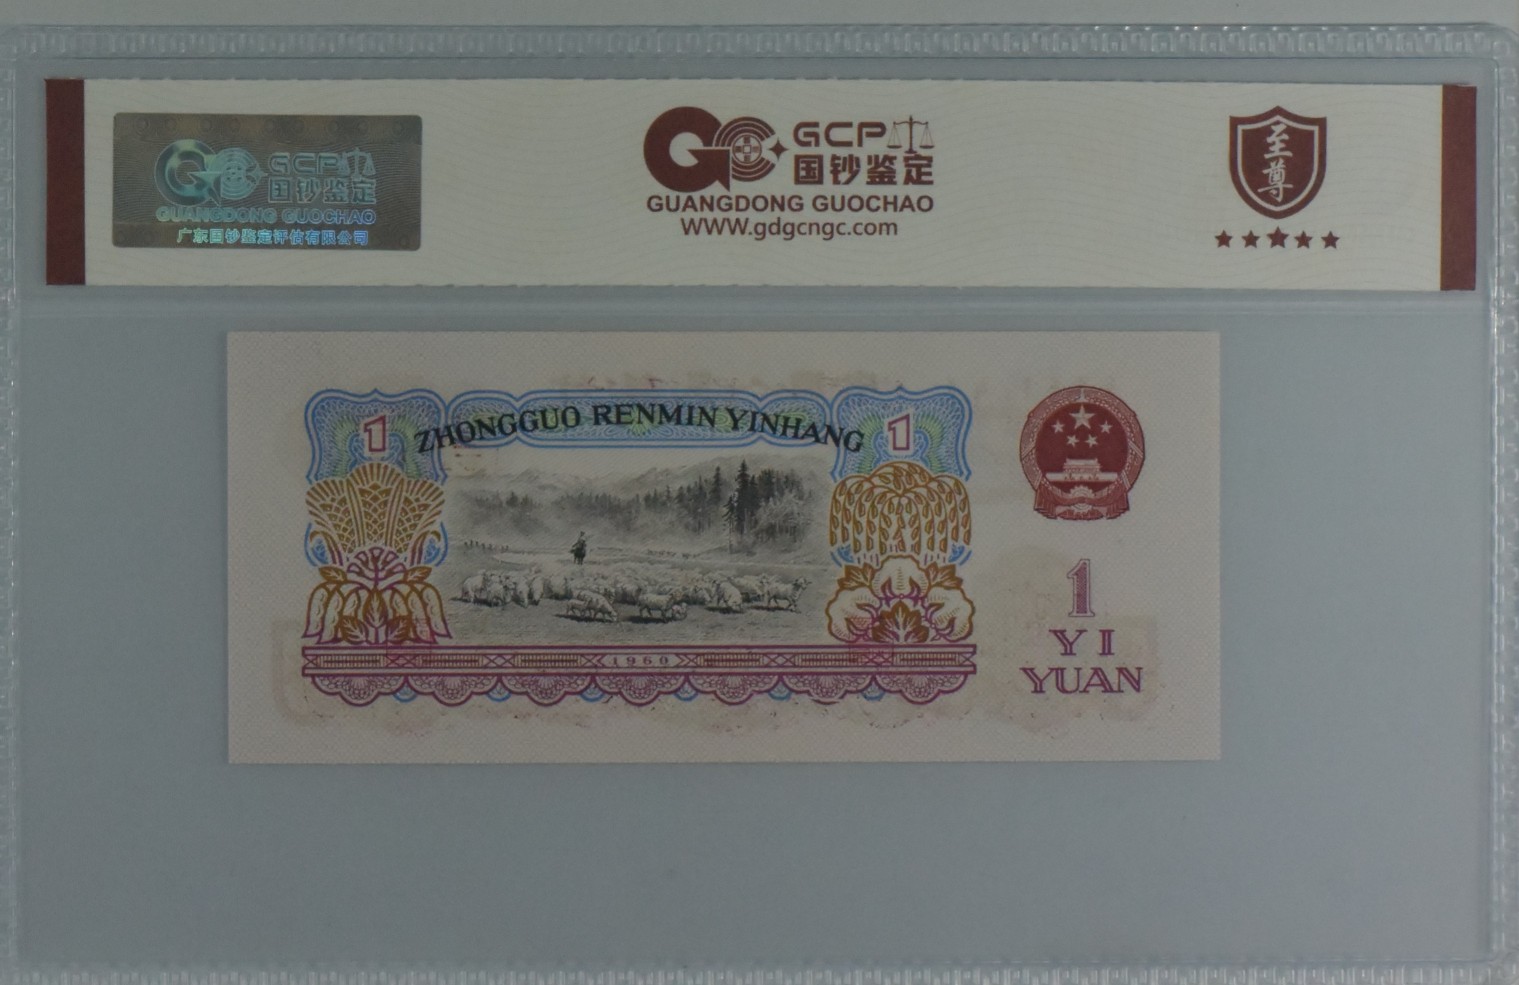 GCP
国钞鉴定
GUANGDONG GUOCHAO
广东国钞鉴定评估有限公司
GCP
国钞鉴定
GUANGDONG GUOCHAO
WWW.gdgcngc.com
至尊
1
ZHONGGUO RENMIN YINHANG
1
1960
1
YI
YUAN